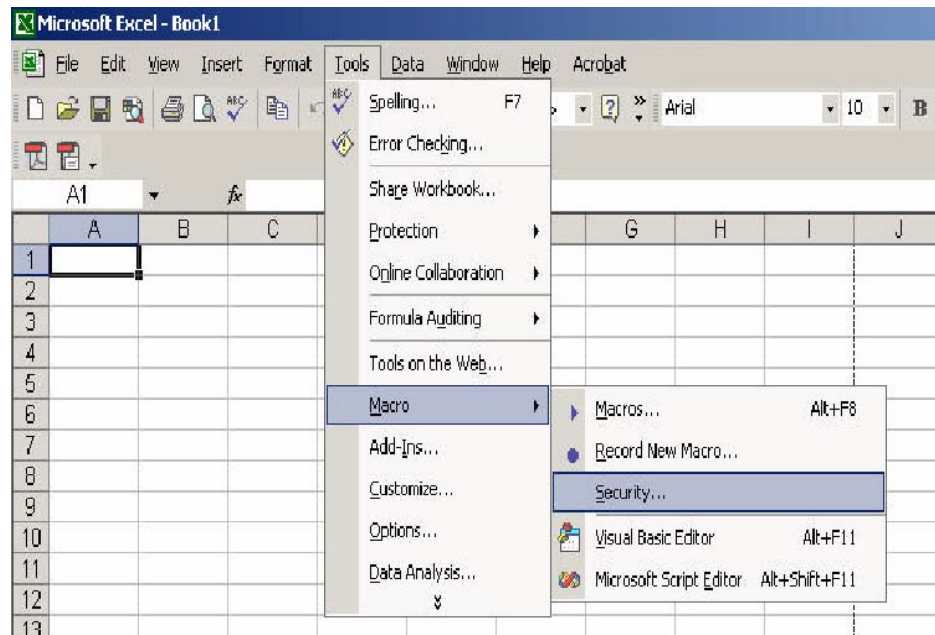 Microsoft Excel - Book1
File Edit View Insert Format Tools Data Window Help Acrobat
ABC ABC Spelling... F7 ? » Arial 10 B
Error Checking...
A1 fx Share Workbook...
A B C Protection G H I J
1
Online Collaboration
2
3 Formula Auditing
4 Tools on the Web...
5
6 Macro Macros... Alt+F8
7 Add-Ins... Record New Macro...
8 Customize... Security...
9
10 Options... Visual Basic Editor Alt+F11
11 Data Analysis... Microsoft Script Editor Alt+Shift+F11
12
13